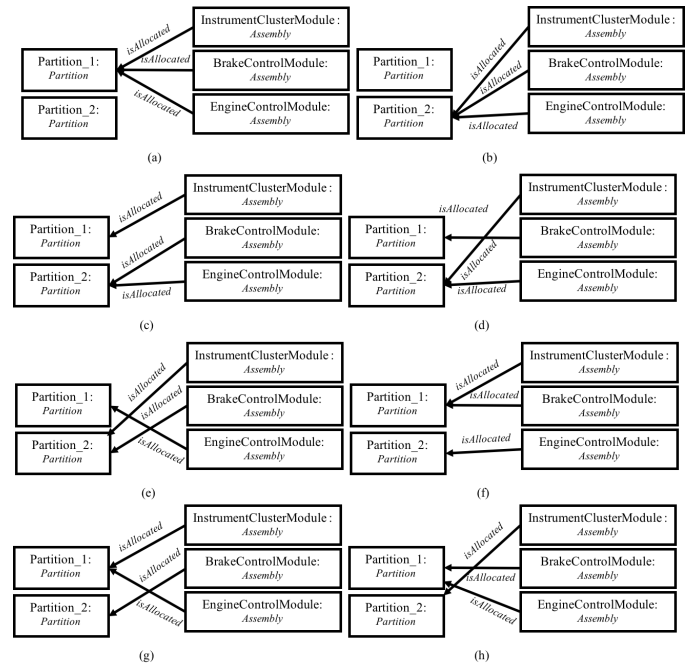 InstrumentClusterModule :
Assembly
isAllocated
Partition_1:
Partition
isAllocated
BrakeControlModule:
Assembly
Partition_2:
Partition
isAllocated
EngineControlModule:
Assembly
(a)
InstrumentClusterModule :
Assembly
isAllocated
Partition_1:
Partition
BrakeControlModule:
Assembly
isAllocated
Partition_2:
Partition
EngineControlModule:
Assembly
isAllocated
(b)
InstrumentClusterModule :
Assembly
isAllocated
Partition_1:
Partition
BrakeControlModule:
Assembly
isAllocated
Partition_2:
Partition
EngineControlModule:
Assembly
isAllocated
(c)
InstrumentClusterModule :
Assembly
isAllocated
Partition_1:
Partition
BrakeControlModule:
Assembly
isAllocated
Partition_2:
Partition
EngineControlModule:
Assembly
isAllocated
(d)
InstrumentClusterModule :
Assembly
isAllocated
Partition_1:
Partition
BrakeControlModule:
Assembly
isAllocated
Partition_2:
Partition
EngineControlModule:
Assembly
isAllocated
(e)
InstrumentClusterModule :
Assembly
isAllocated
Partition_1:
Partition
BrakeControlModule:
Assembly
isAllocated
Partition_2:
Partition
EngineControlModule:
Assembly
isAllocated
(f)
InstrumentClusterModule :
Assembly
isAllocated
Partition_1:
Partition
BrakeControlModule:
Assembly
isAllocated
Partition_2:
Partition
EngineControlModule:
Assembly
isAllocated
(g)
InstrumentClusterModule :
Assembly
isAllocated
Partition_1:
Partition
BrakeControlModule:
Assembly
isAllocated
Partition_2:
Partition
EngineControlModule:
Assembly
isAllocated
(h)